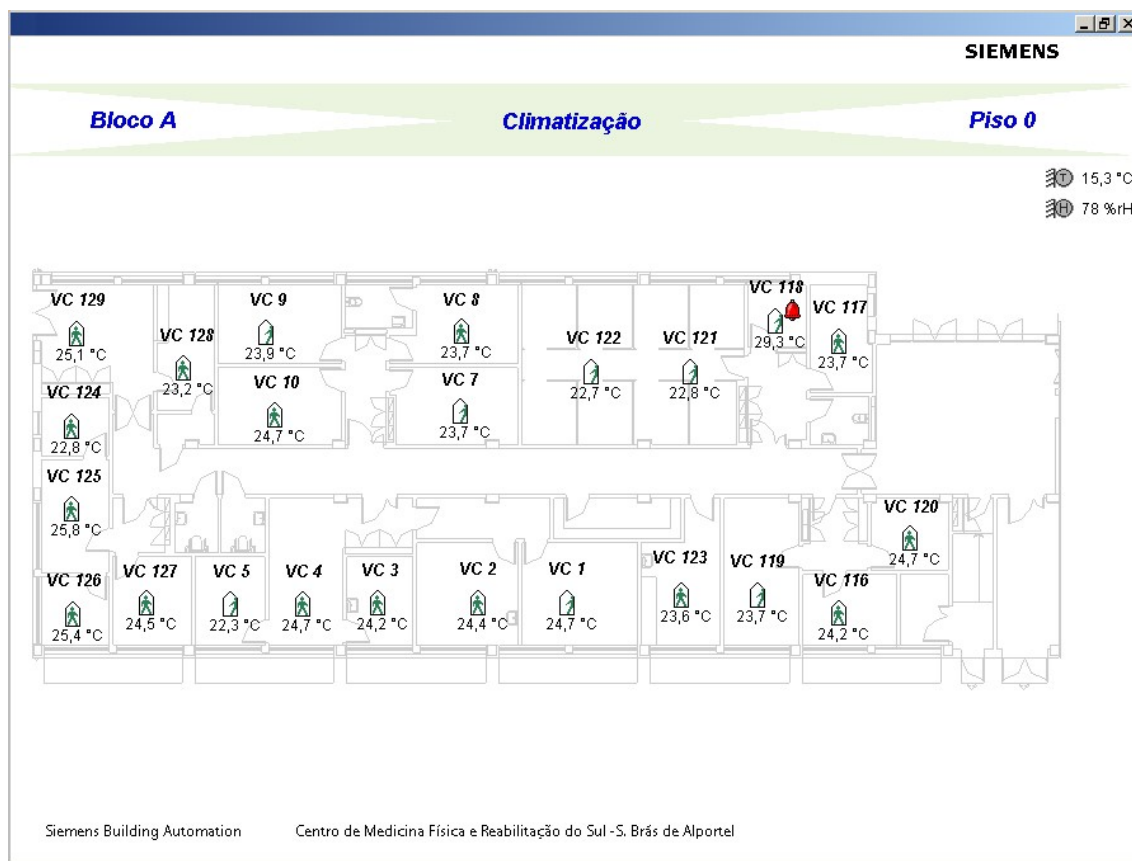 SIEMENS
Bloco A
Climatização
Piso 0
T 15,3 °C
H 78 %rH
VC 129
25,1 °C
VC 128
23,2 °C
VC 9
23,9 °C
VC 8
23,7 °C
VC 122
22,7 °C
VC 121
22,8 °C
VC 118
29,3 °C
VC 117
23,7 °C
VC 124
22,8 °C
VC 10
24,7 °C
VC 7
23,7 °C
VC 125
25,8 °C
VC 120
24,7 °C
VC 126
25,4 °C
VC 127
24,5 °C
VC 5
22,3 °C
VC 4
24,7 °C
VC 3
24,2 °C
VC 2
24,4 °C
VC 1
24,7 °C
VC 123
23,6 °C
VC 119
23,7 °C
VC 116
24,2 °C
Siemens Building Automation
Centro de Medicina Física e Reabilitação do Sul -S. Brás de Alportel